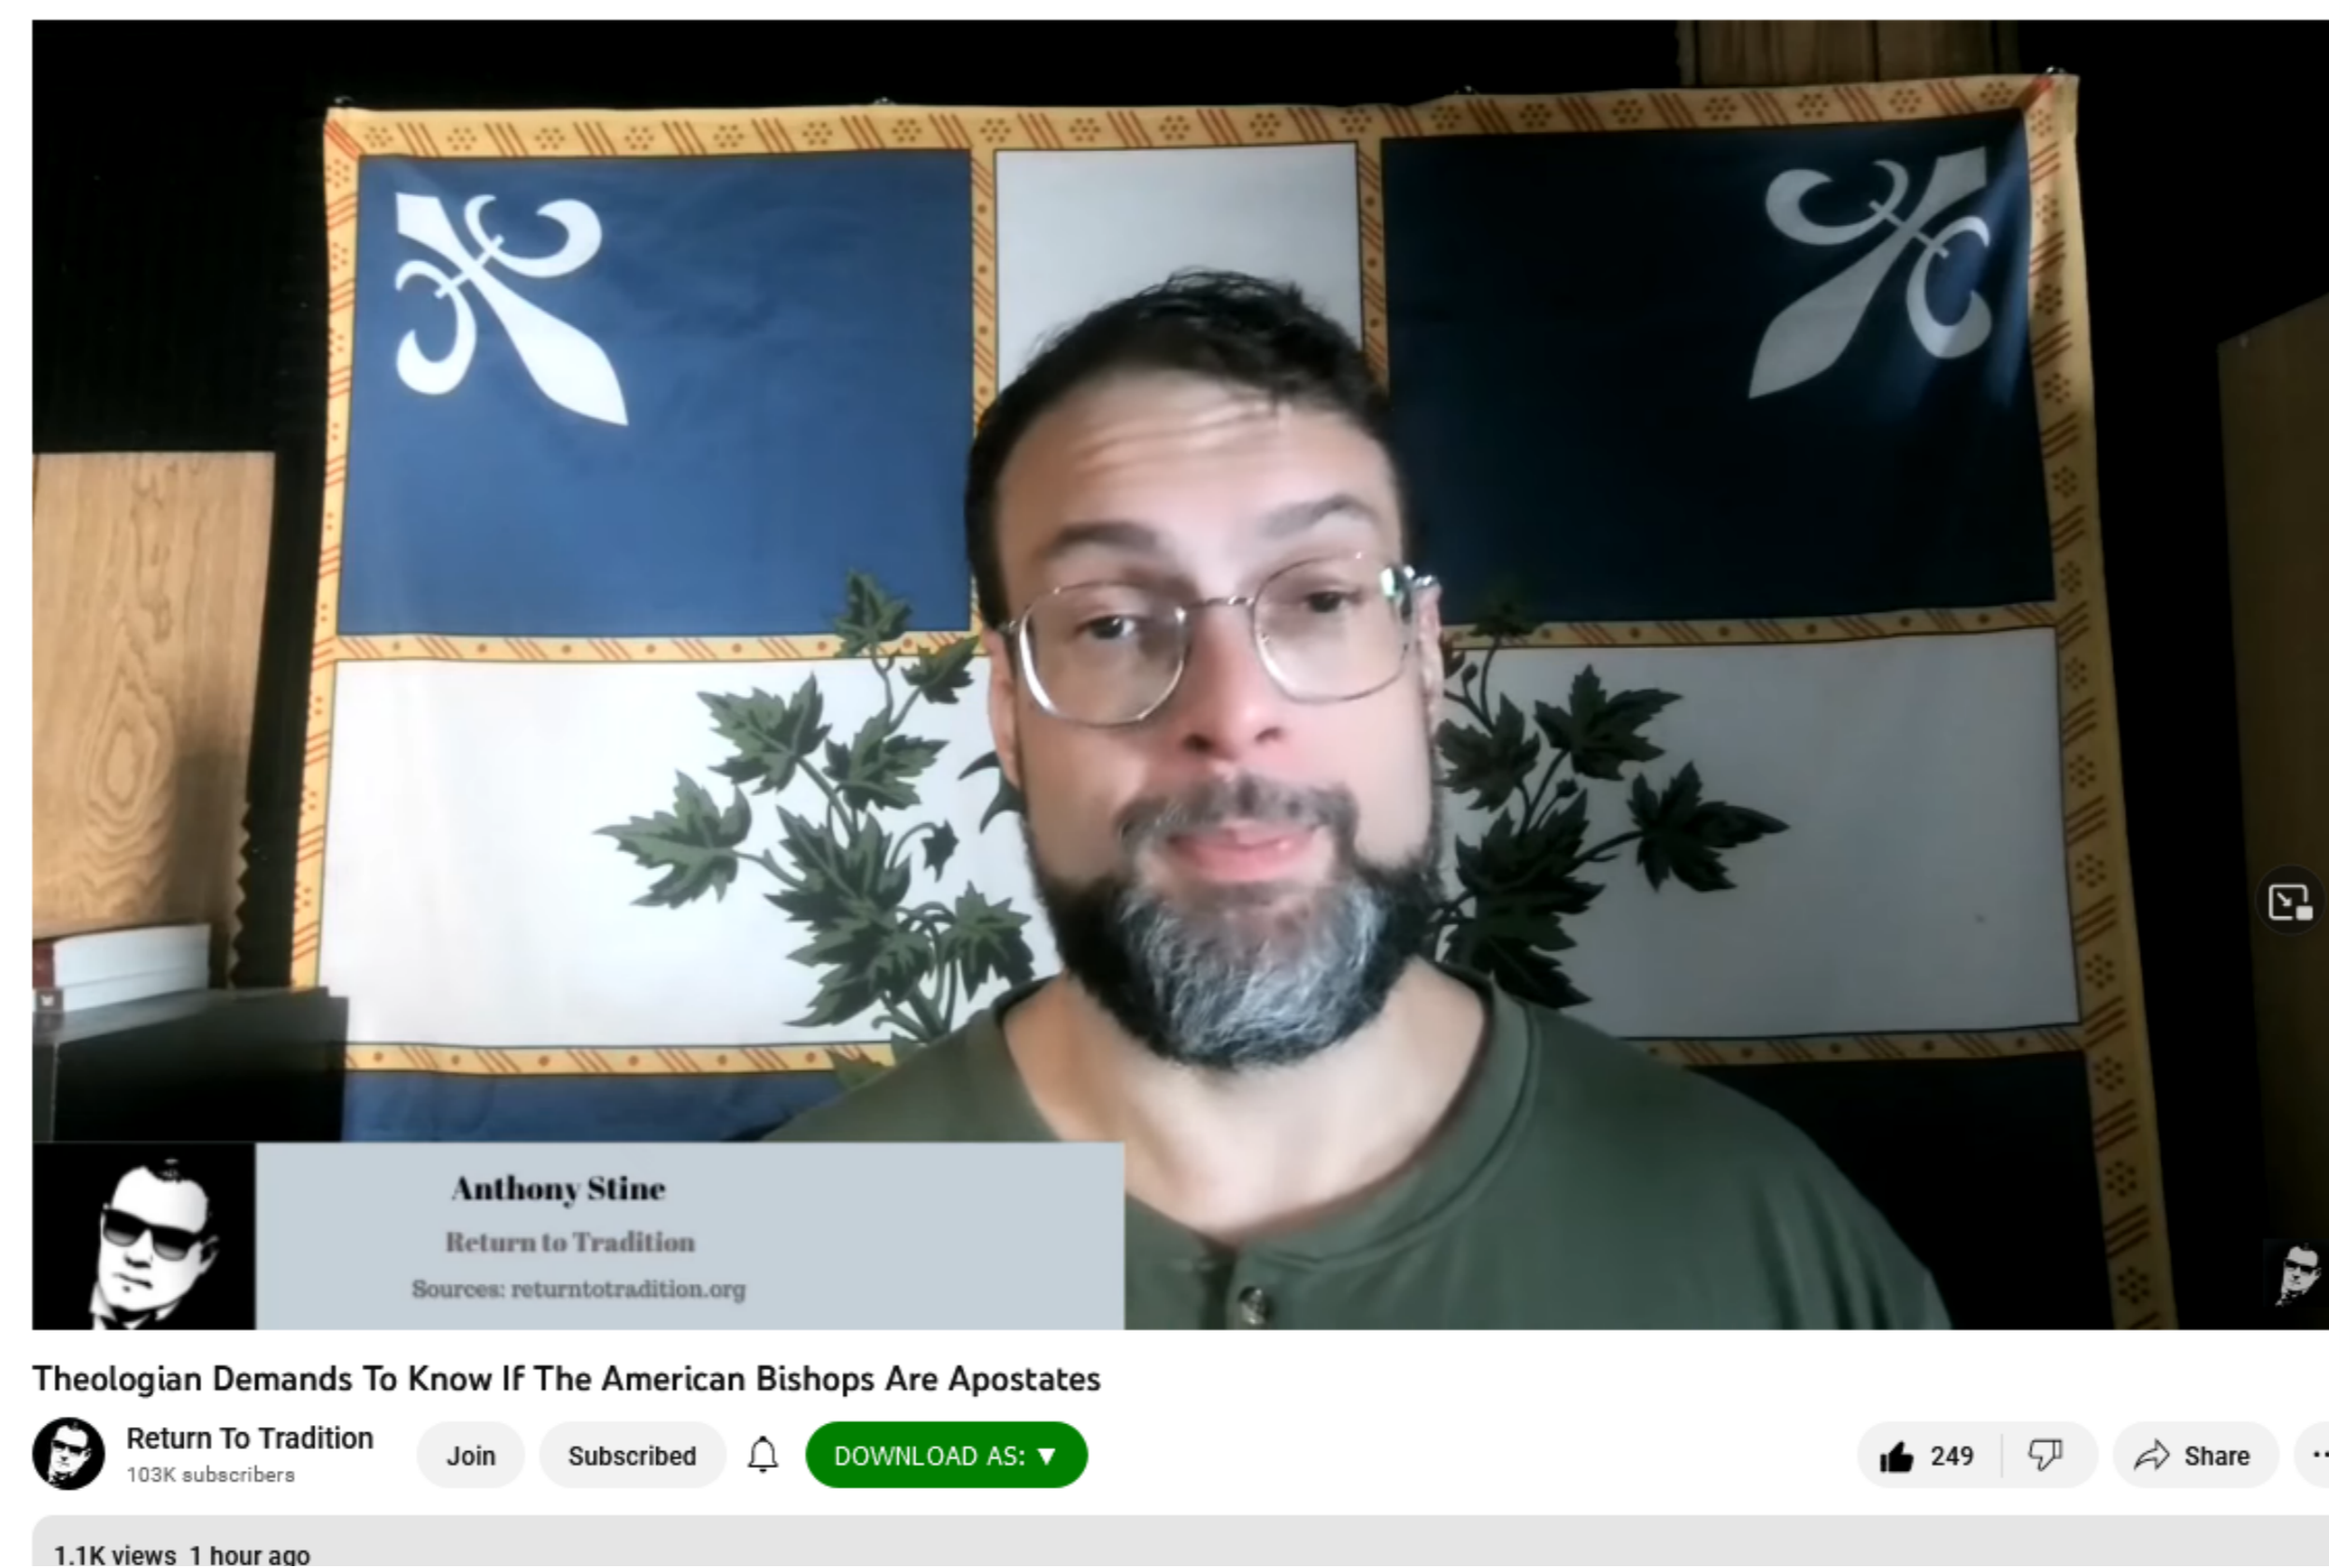 Anthony Stine
Return to Tradition
Sources: returntotradition.org
Theologian Demands To Know If The American Bishops Are Apostates
Return To Tradition
103K subscribers
Join
Subscribed
DOWNLOAD AS: ▼
249
Share
1.1K views 1 hour ago